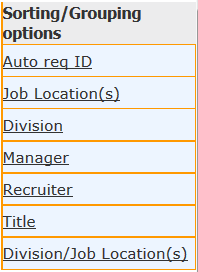 Sorting/Grouping
options
Auto req ID
Job Location(s)
Division
Manager
Recruiter
Title
Division/Job Location(s)